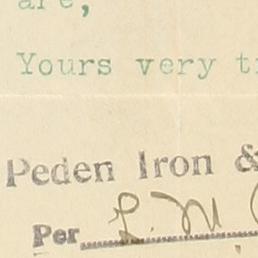 are,
Yours very t
Peden Iron &
Per L. M.